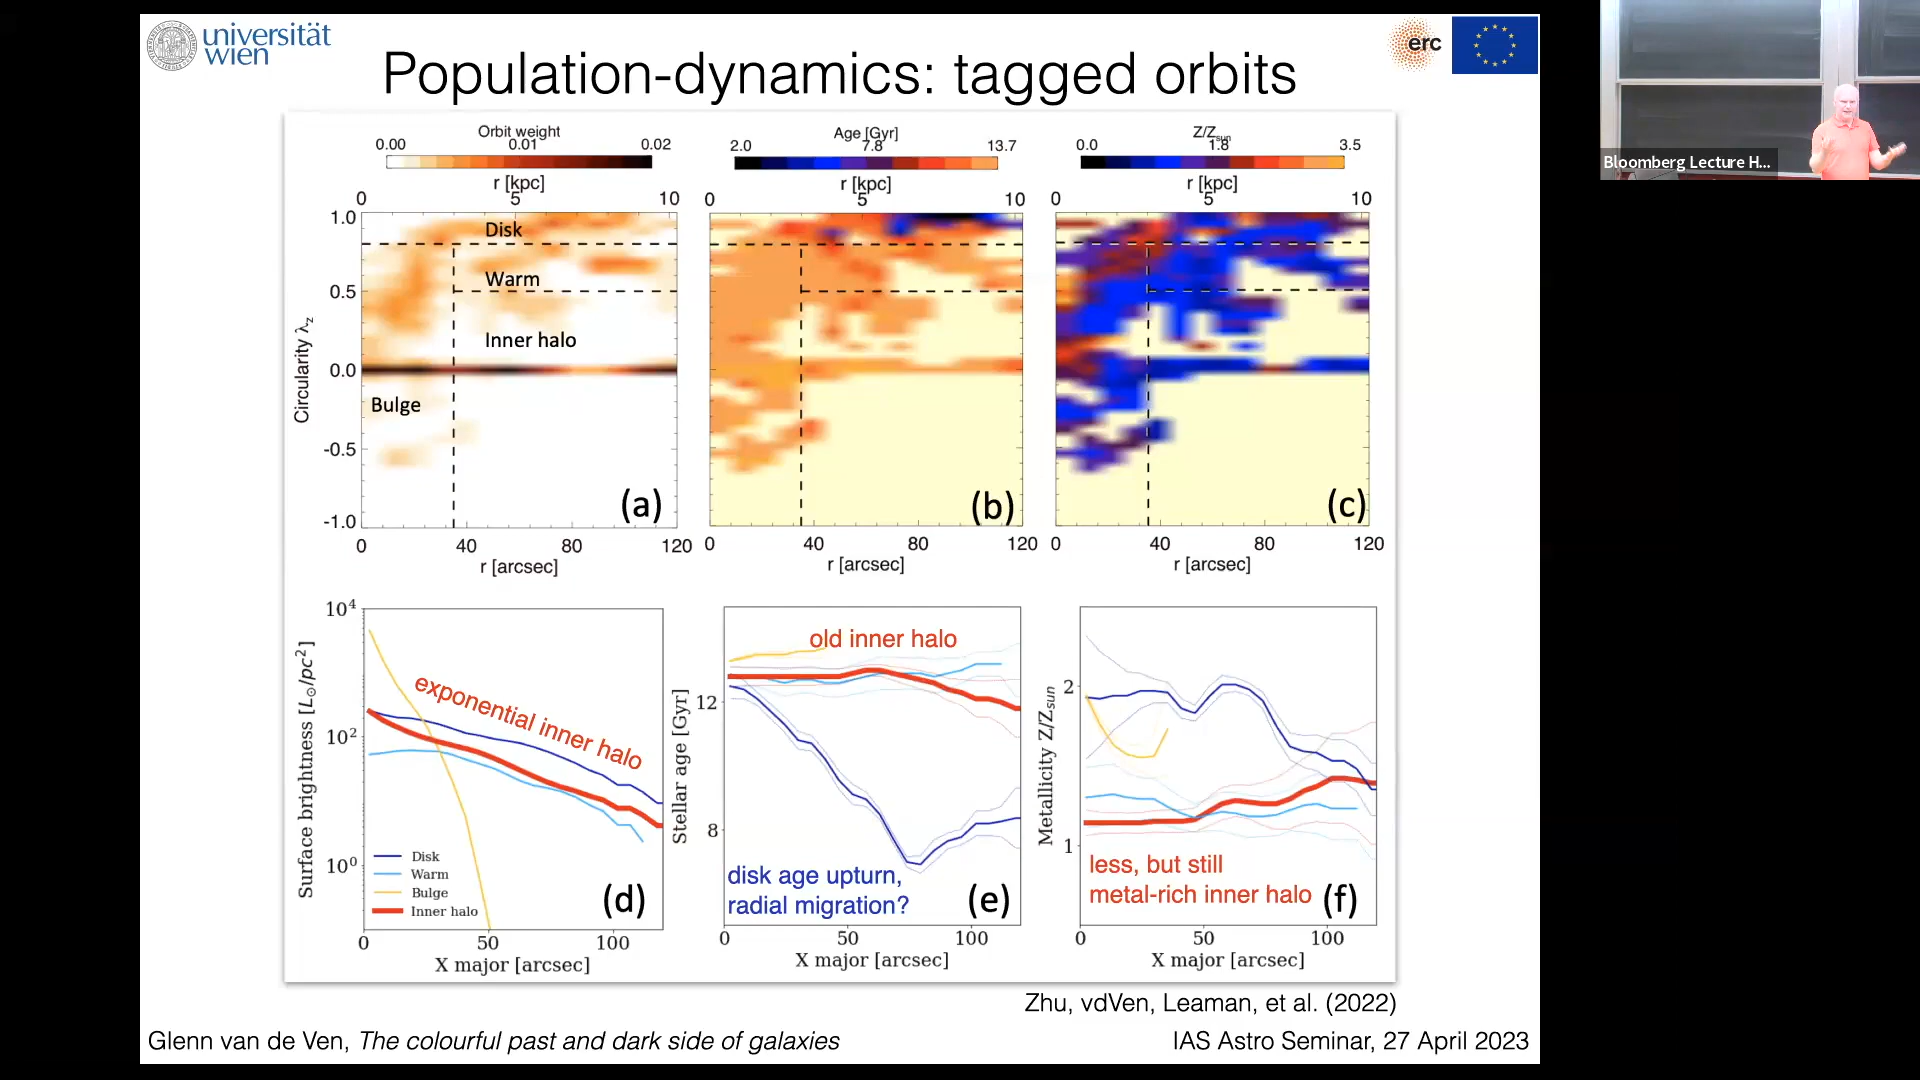 universität
wien
erc
Population-dynamics: tagged orbits
Bloomberg Lecture H...
Orbit weight
0.00 0.01 0.02
r [kpc]
0 5 10
Age [Gyr]
2.0 7.8 13.7
r [kpc]
0 5 10
Z/Zsun
0.0 1.8 3.5
r [kpc]
0 5 10
Circularity λz
1.0
0.5
0.0
-0.5
-1.0
Disk
Warm
Inner halo
Bulge
(a)
(b)
(c)
0 40 80 120
r [arcsec]
0 40 80 120
r [arcsec]
0 40 80 120
r [arcsec]
Surface brightness [L⊙/pc²]
10⁴
10²
10⁰
exponential inner halo
Disk
Warm
Bulge
Inner halo
(d)
0 50 100
X major [arcsec]
Stellar age [Gyr]
12
8
old inner halo
disk age upturn,
radial migration?
(e)
0 50 100
X major [arcsec]
Metallicity Z/Zsun
2
1
less, but still
metal-rich inner halo
(f)
0 50 100
X major [arcsec]
Zhu, vdVen, Leaman, et al. (2022)
Glenn van de Ven, The colourful past and dark side of galaxies
IAS Astro Seminar, 27 April 2023